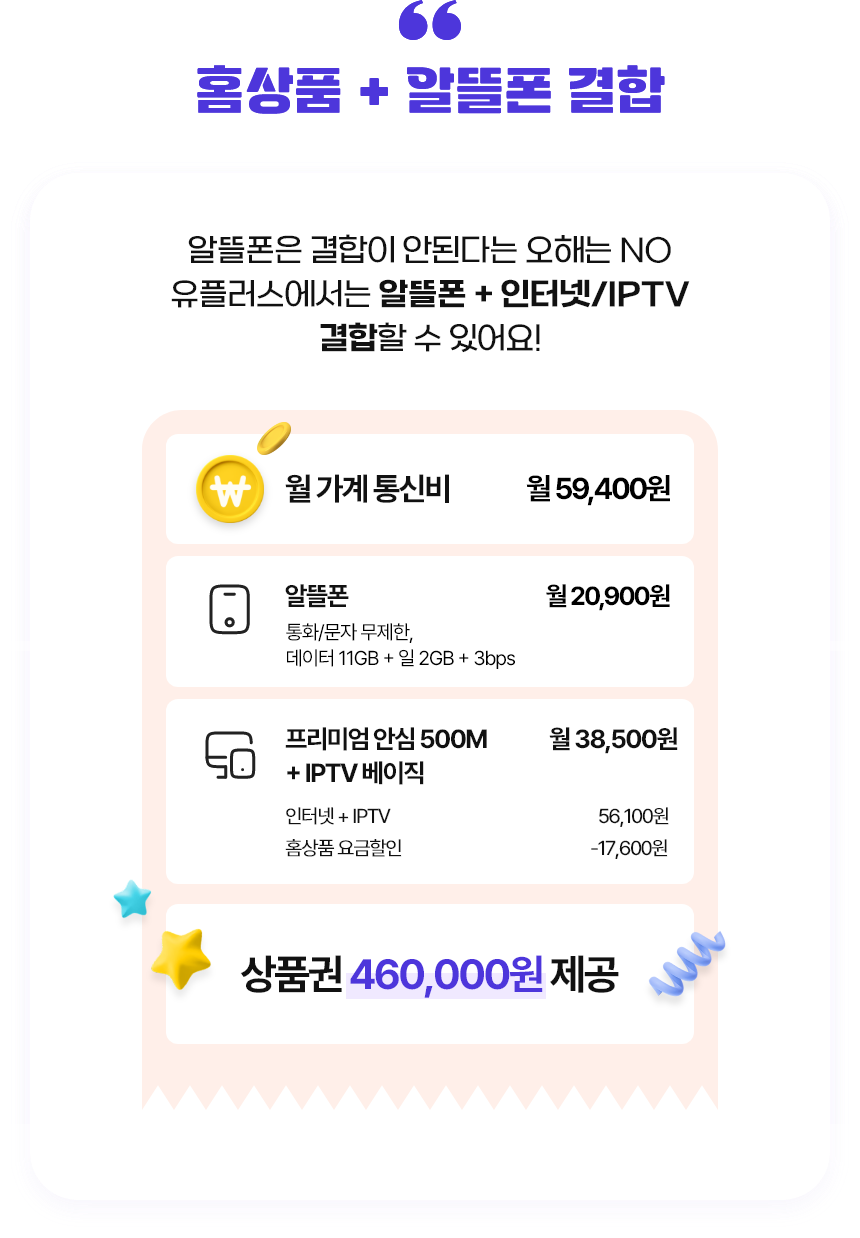 홈상품 + 알뜰폰 결합
알뜰폰은 결합이 안된다는 오해는 NO
유플러스에서는 알뜰폰 + 인터넷/IPTV
결합할 수 있어요!
월 가계 통신비 월 59,400원
알뜰폰 월 20,900원
통화/문자 무제한,
데이터 11GB + 일 2GB + 3bps
프리미엄 안심 500M 월 38,500원
+ IPTV 베이직
인터넷 + IPTV 56,100원
홈상품 요금할인 -17,600원
상품권 460,000원 제공